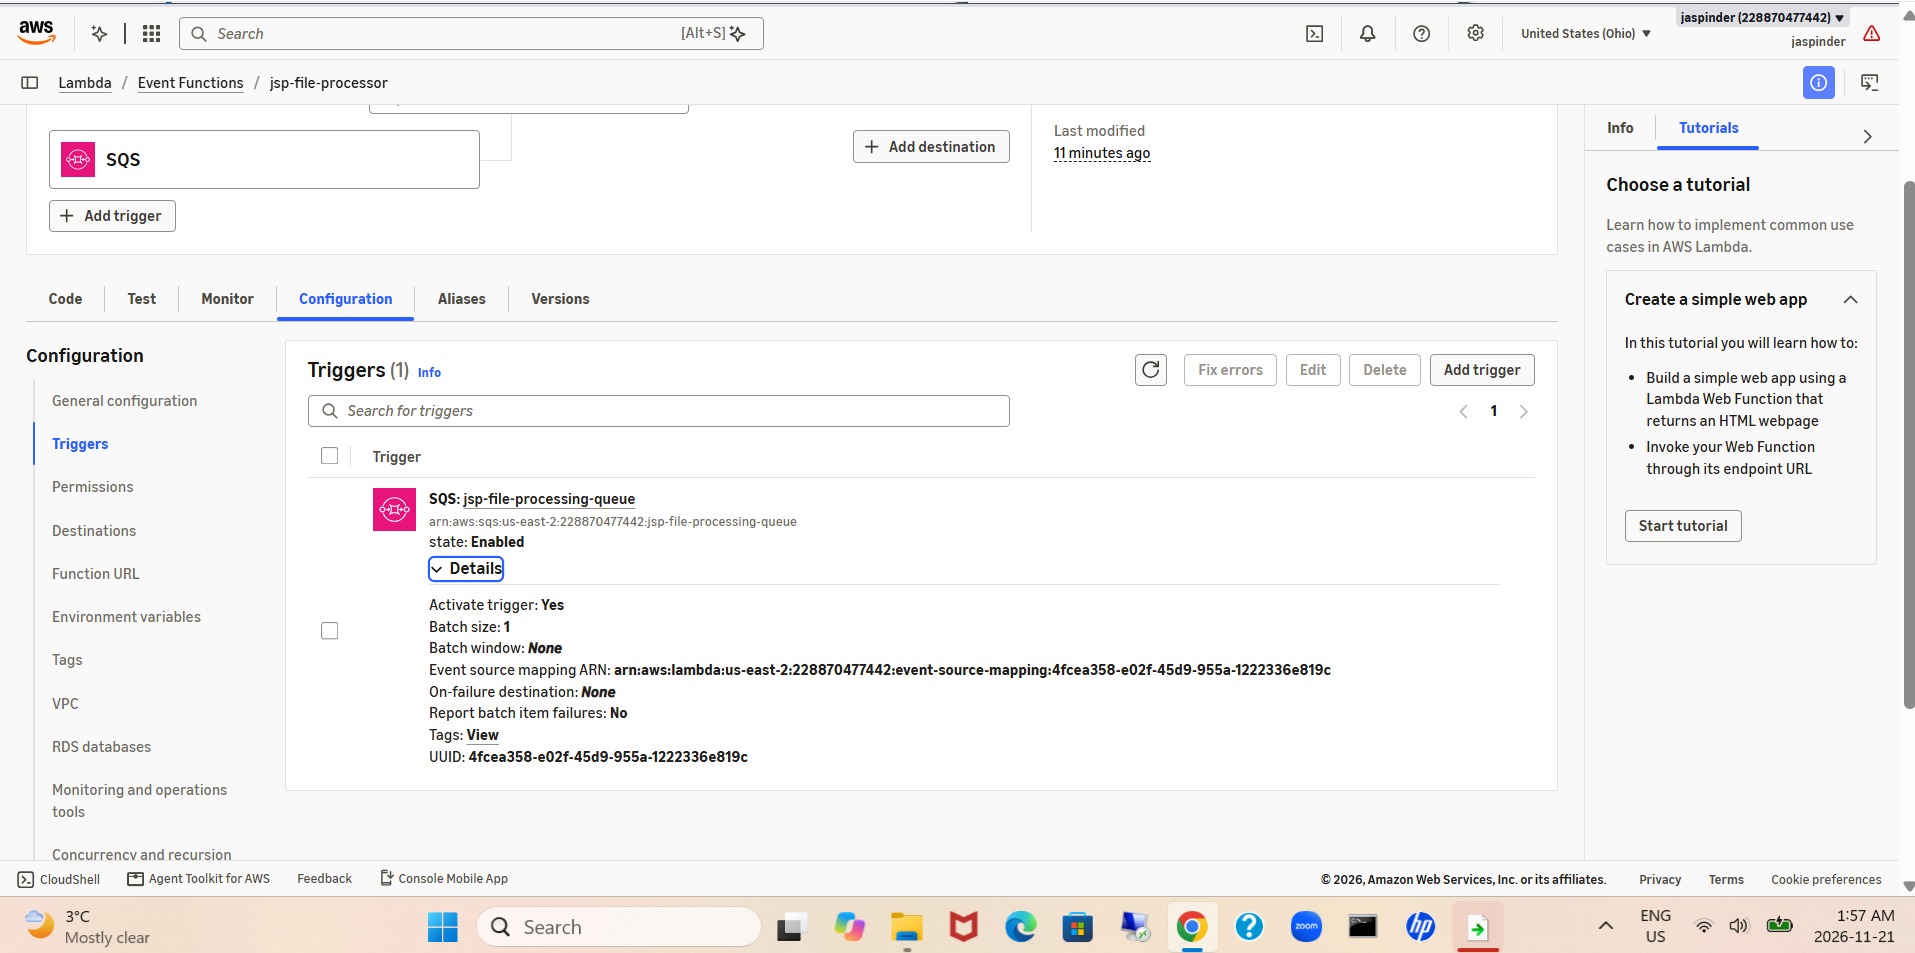 aws
Search
[Alt+S]
United States (Ohio)
jaspinder (228870477442)
jaspinder
Lambda / Event Functions / jsp-file-processor
SQS
Add trigger
Add destination
Last modified
11 minutes ago
Code
Test
Monitor
Configuration
Aliases
Versions
Configuration
General configuration
Triggers
Permissions
Destinations
Function URL
Environment variables
Tags
VPC
RDS databases
Monitoring and operations
tools
Concurrency and recursion
Triggers (1) Info
Fix errors
Edit
Delete
Add trigger
Search for triggers
1
Trigger
SQS: jsp-file-processing-queue
arn:aws:sqs:us-east-2:228870477442:jsp-file-processing-queue
state: Enabled
Details
Activate trigger: Yes
Batch size: 1
Batch window: None
Event source mapping ARN: arn:aws:lambda:us-east-2:228870477442:event-source-mapping:4fcea358-e02f-45d9-955a-1222336e819c
On-failure destination: None
Report batch item failures: No
Tags: View
UUID: 4fcea358-e02f-45d9-955a-1222336e819c
Info
Tutorials
Choose a tutorial
Learn how to implement common use
cases in AWS Lambda.
Create a simple web app
In this tutorial you will learn how to:
• Build a simple web app using a
Lambda Web Function that
returns an HTML webpage
• Invoke your Web Function
through its endpoint URL
Start tutorial
CloudShell
Agent Toolkit for AWS
Feedback
Console Mobile App
© 2026, Amazon Web Services, Inc. or its affiliates.
Privacy
Terms
Cookie preferences
3°C
Mostly clear
Search
zoom
hp
ENG
US
1:57 AM
2026-11-21